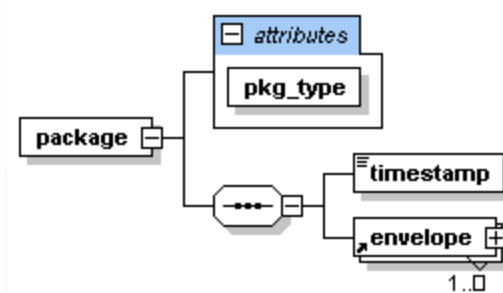 attributes
pkg_type
package
timestamp
envelope
1..